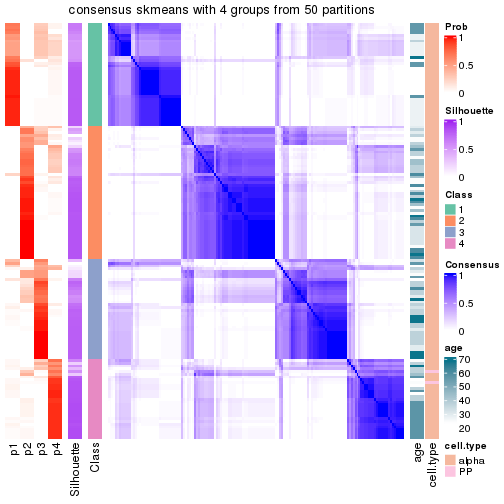 consensus skmeans with 4 groups from 50 partitions
Prob
1
0.5
0
Silhouette
1
0.5
0
Class
1
2
3
4
Consensus
1
0.5
0
age
70
60
50
40
30
20
cell.type
alpha
PP
p1
p2
p3
p4
Silhouette
Class
age
cell.type